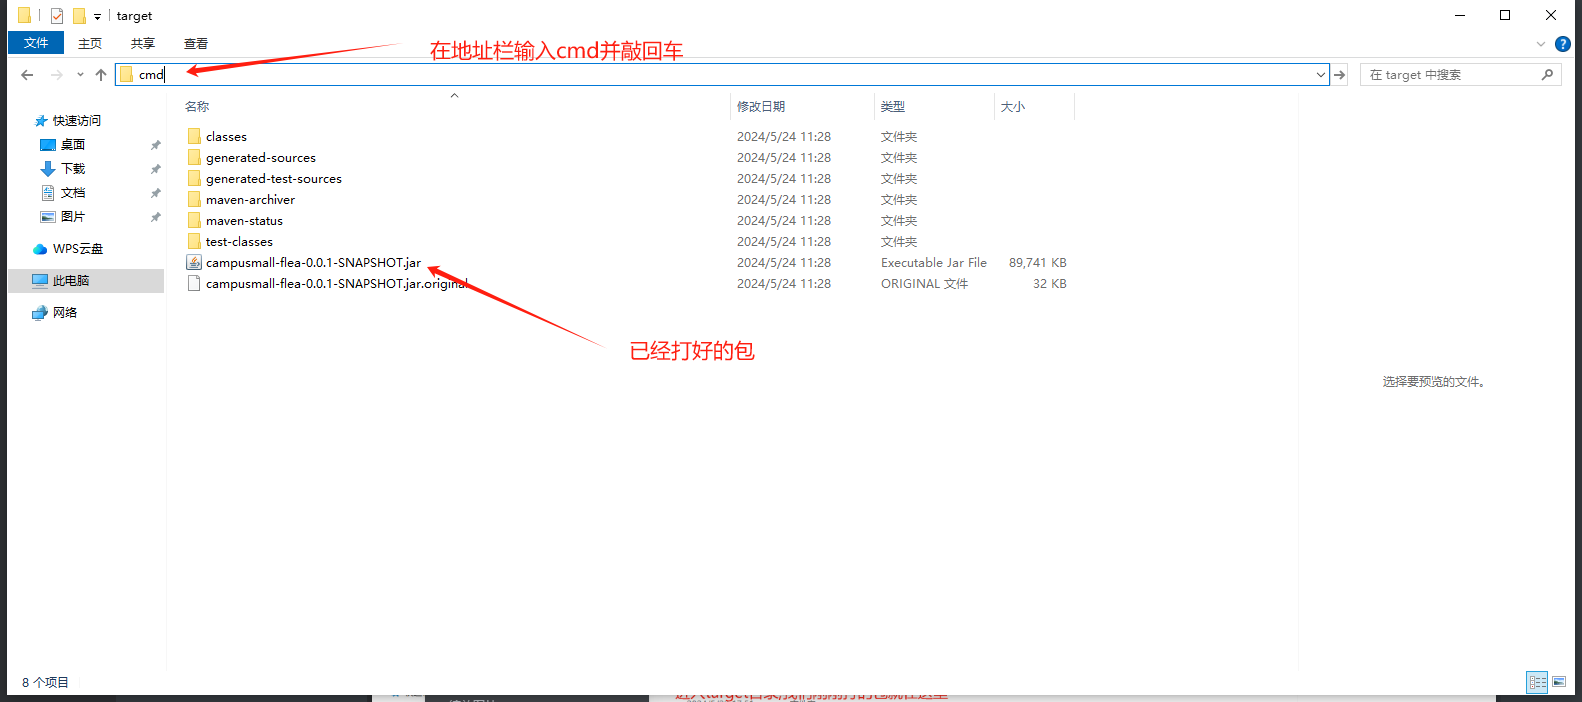 target
文件 主页 共享 查看
在地址栏输入cmd并敲回车
cmd
在 target 中搜索
名称 修改日期 类型 大小
快速访问
桌面
下载
文档
图片
WPS云盘
此电脑
网络
classes 2024/5/24 11:28 文件夹
generated-sources 2024/5/24 11:28 文件夹
generated-test-sources 2024/5/24 11:28 文件夹
maven-archiver 2024/5/24 11:28 文件夹
maven-status 2024/5/24 11:28 文件夹
test-classes 2024/5/24 11:28 文件夹
campusmall-flea-0.0.1-SNAPSHOT.jar 2024/5/24 11:28 Executable Jar File 89,741 KB
campusmall-flea-0.0.1-SNAPSHOT.jar.original 2024/5/24 11:28 ORIGINAL 文件 32 KB
已经打好的包
选择要预览的文件。
8 个项目